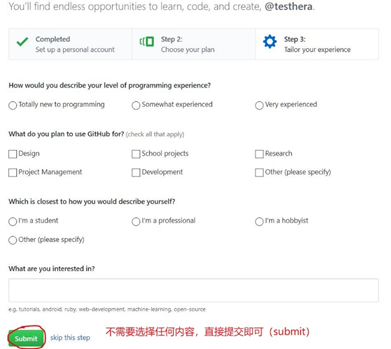 You'll find endless opportunities to learn, code, and create, @testhera.
Completed
Set up a personal account
Step 2:
Choose your plan
Step 3:
Tailor your experience
How would you describe your level of programming experience?
Totally new to programming
Somewhat experienced
Very experienced
What do you plan to use GitHub for? (check all that apply)
Design
School projects
Research
Project Management
Development
Other (please specify)
Which is closest to how you would describe yourself?
I'm a student
I'm a professional
I'm a hobbyist
Other (please specify)
What are you interested in?
e.g. tutorials, android, ruby, web-development, machine-learning, open-source
Submit
skip this step
不需要选择任何内容，直接提交即可（submit）